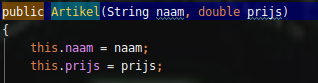 public Artikel(String naam, double prijs)
{
this.naam = naam;
this.prijs = prijs;